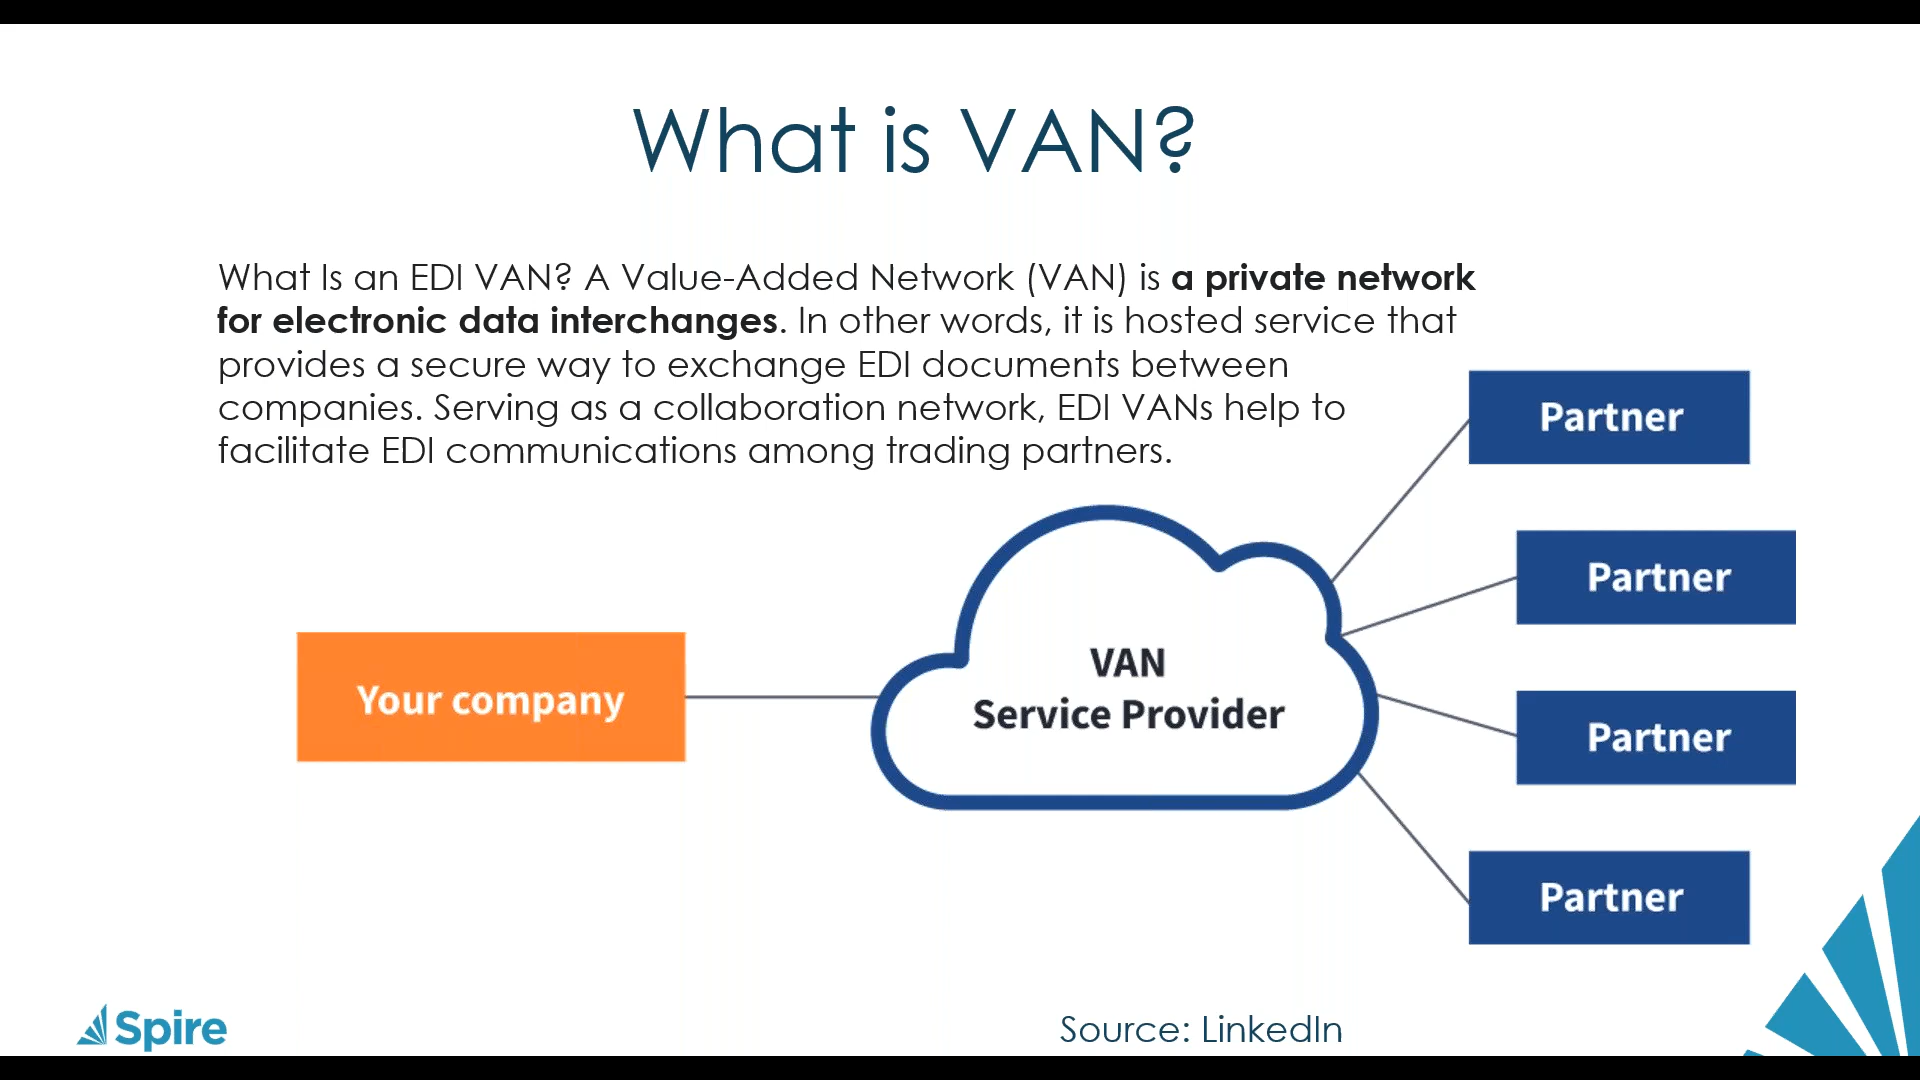 What is VAN?
What Is an EDI VAN? A Value-Added Network (VAN) is a private network
for electronic data interchanges. In other words, it is hosted service that
provides a secure way to exchange EDI documents between
companies. Serving as a collaboration network, EDI VANs help to
facilitate EDI communications among trading partners.
Partner
Partner
Your company
VAN
Service Provider
Partner
Partner
Spire
Source: LinkedIn